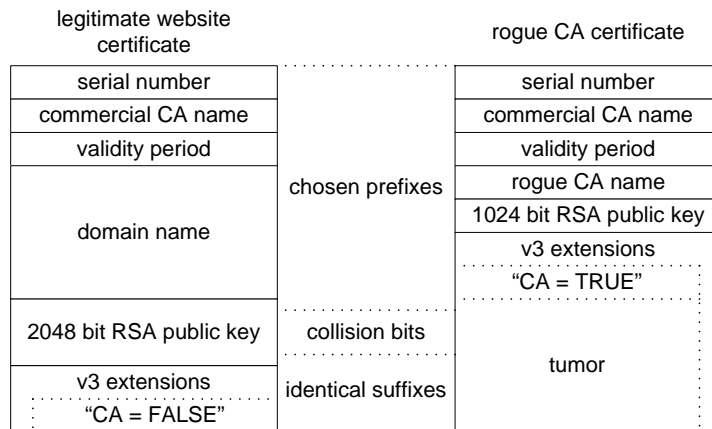 legitimate website
certificate
serial number
commercial CA name
validity period
domain name
2048 bit RSA public key
v3 extensions
“CA = FALSE”
chosen prefixes
collision bits
identical suffixes
rogue CA certificate
serial number
commercial CA name
validity period
rogue CA name
1024 bit RSA public key
v3 extensions
“CA = TRUE”
tumor